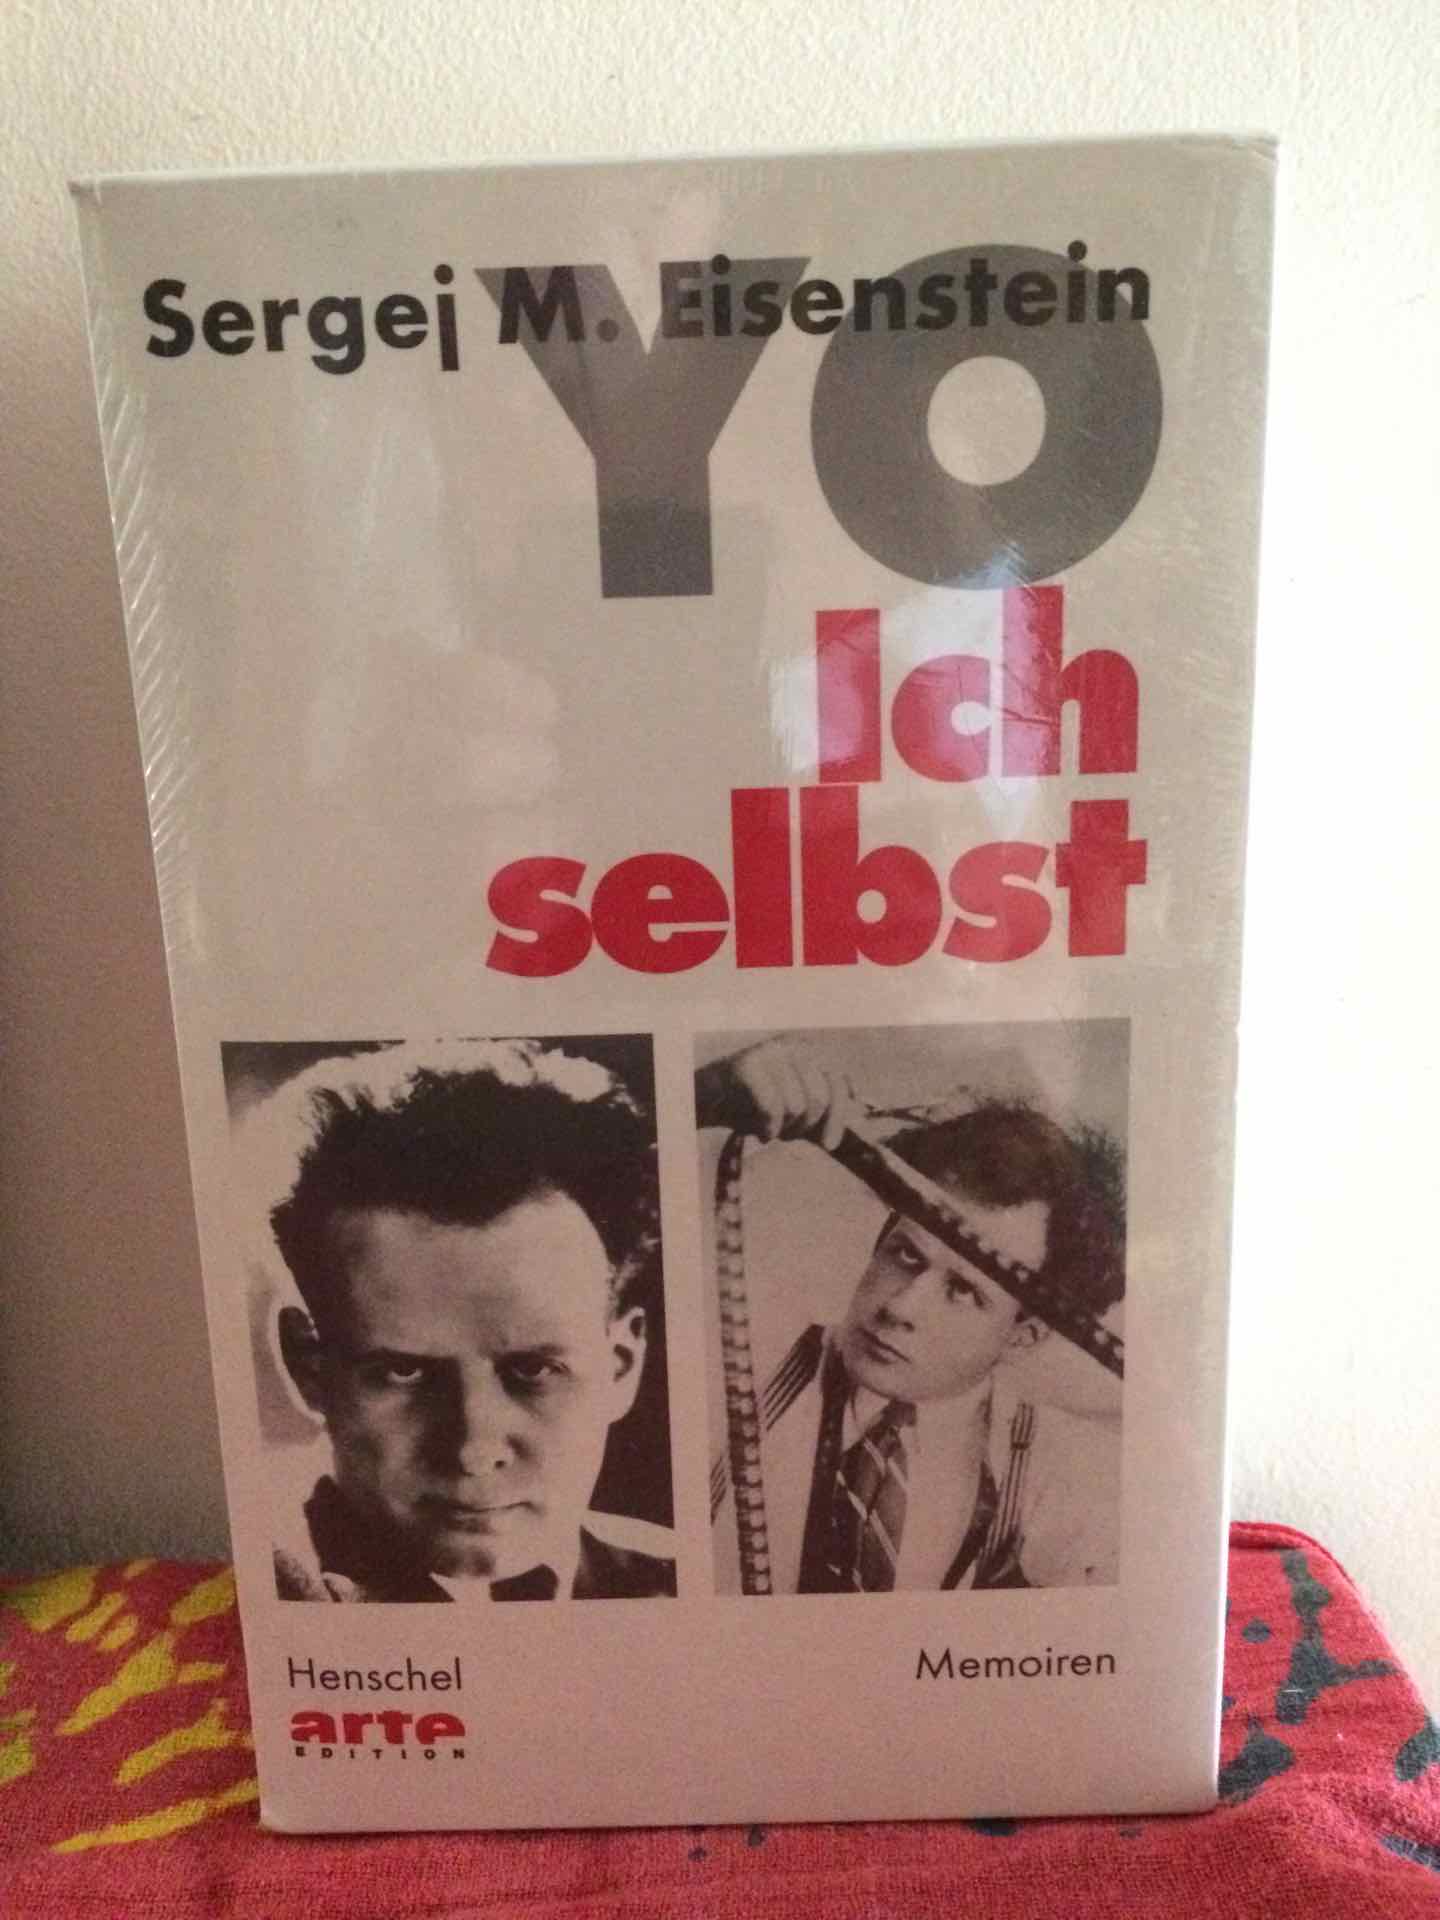 Sergej M. Eisenstein
YO
Ich
selbst
Henschel
arte
EDITION
Memoiren